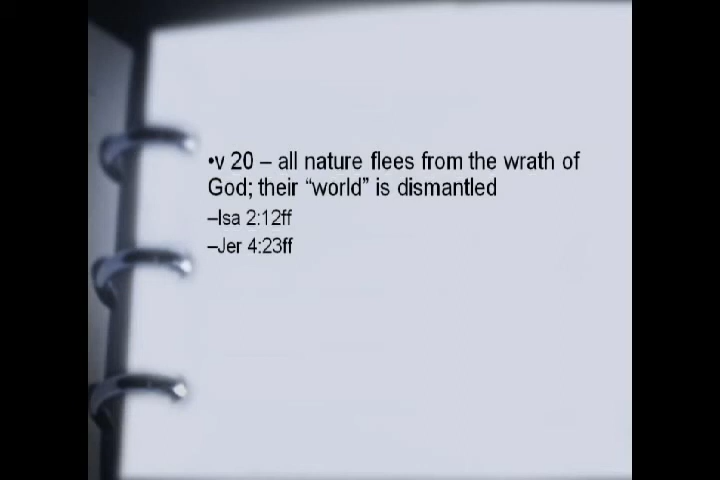 •v 20 – all nature flees from the wrath of
God; their “world” is dismantled
–Isa 2:12ff
–Jer 4:23ff